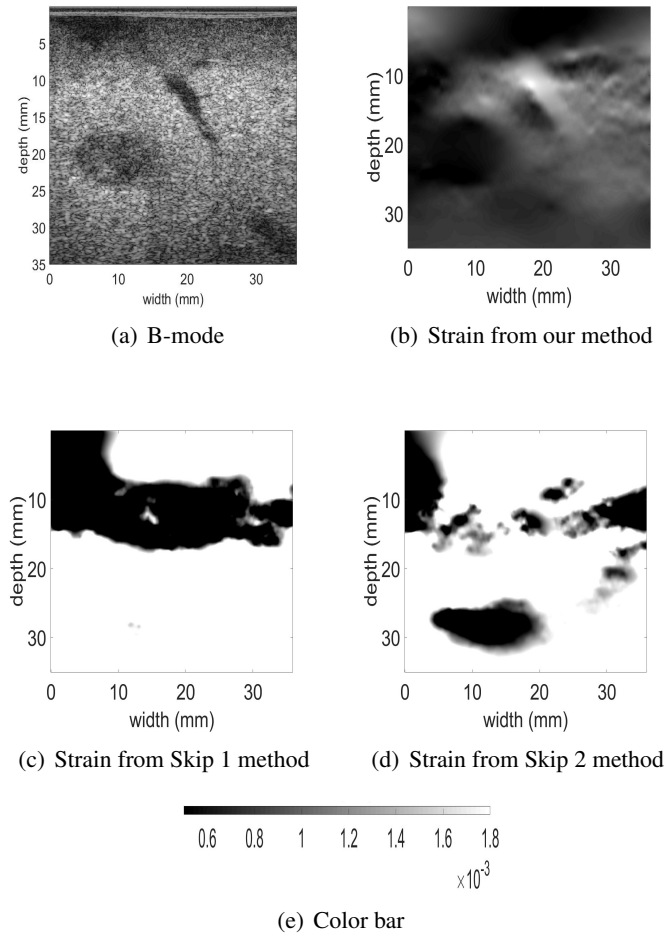 5
10
15
20
25
30
35
depth (mm)
0 10 20 30
width (mm)
(a) B-mode
10
20
30
depth (mm)
0 10 20 30
width (mm)
(b) Strain from our method
10
20
30
depth (mm)
0 10 20 30
width (mm)
(c) Strain from Skip 1 method
10
20
30
depth (mm)
0 10 20 30
width (mm)
(d) Strain from Skip 2 method
0.6 0.8 1 1.2 1.4 1.6 1.8
×10⁻³
(e) Color bar